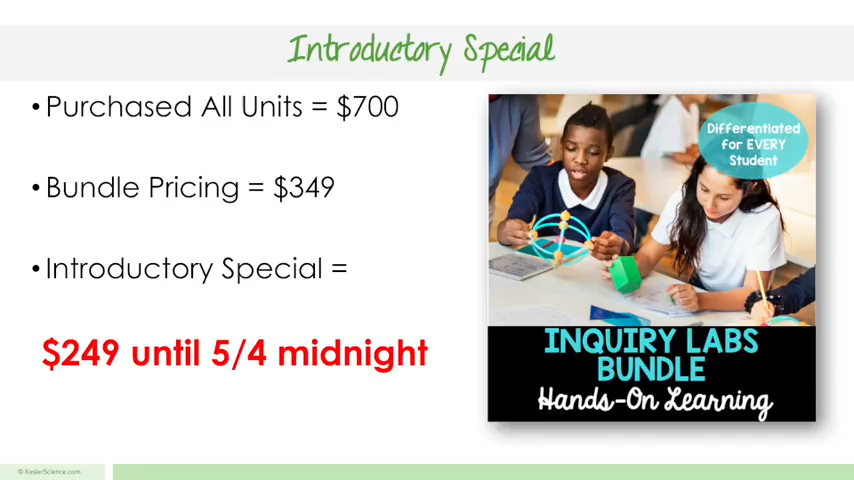 Introductory Special
• Purchased All Units = $700
• Bundle Pricing = $349
• Introductory Special =
$249 until 5/4 midnight
Differentiated
for EVERY
Student
INQUIRY LABS
BUNDLE
Hands-On Learning
© KeslerScience.com